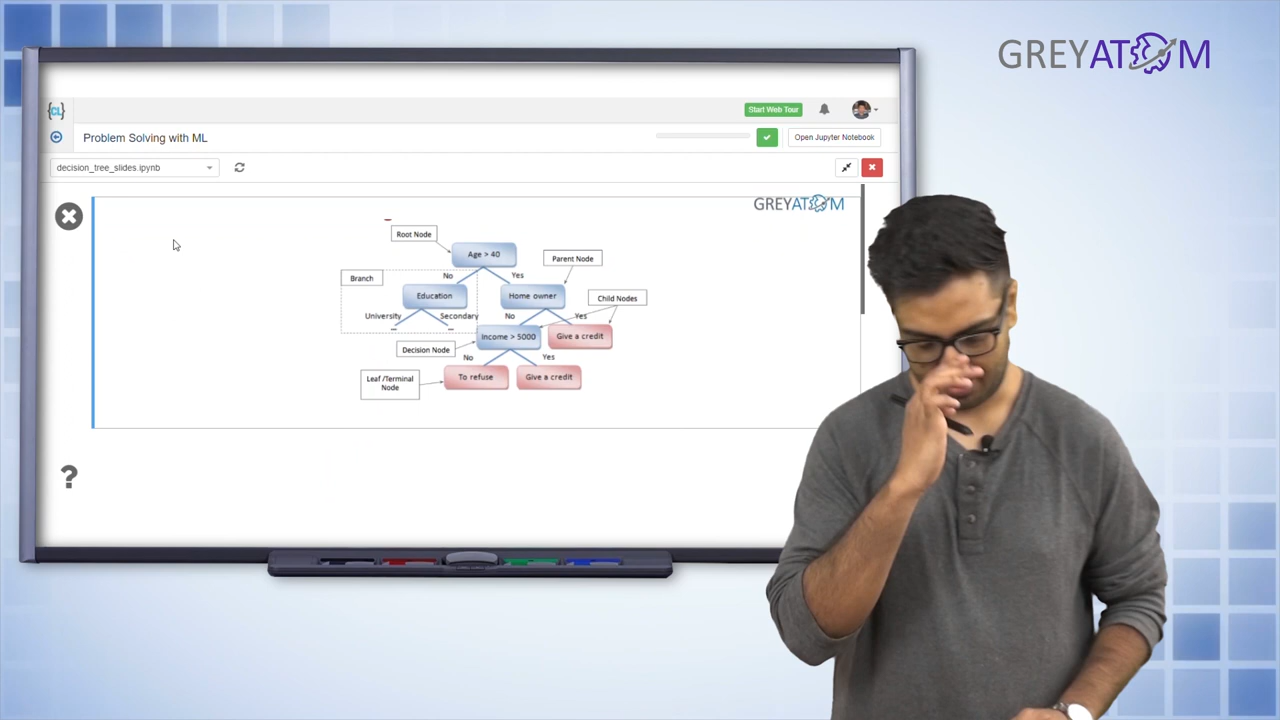 GREYATOM
{CL}
Start Web Tour
Problem Solving with ML
Open Jupyter Notebook
decision_tree_slides.ipynb
GREYATOM
Root Node
Age > 40
Parent Node
No
Yes
Branch
Education
Home owner
Child Nodes
University
Secondary
No
Yes
Income > 5000
Give a credit
Decision Node
No
Yes
Leaf /Terminal
Node
To refuse
Give a credit
?